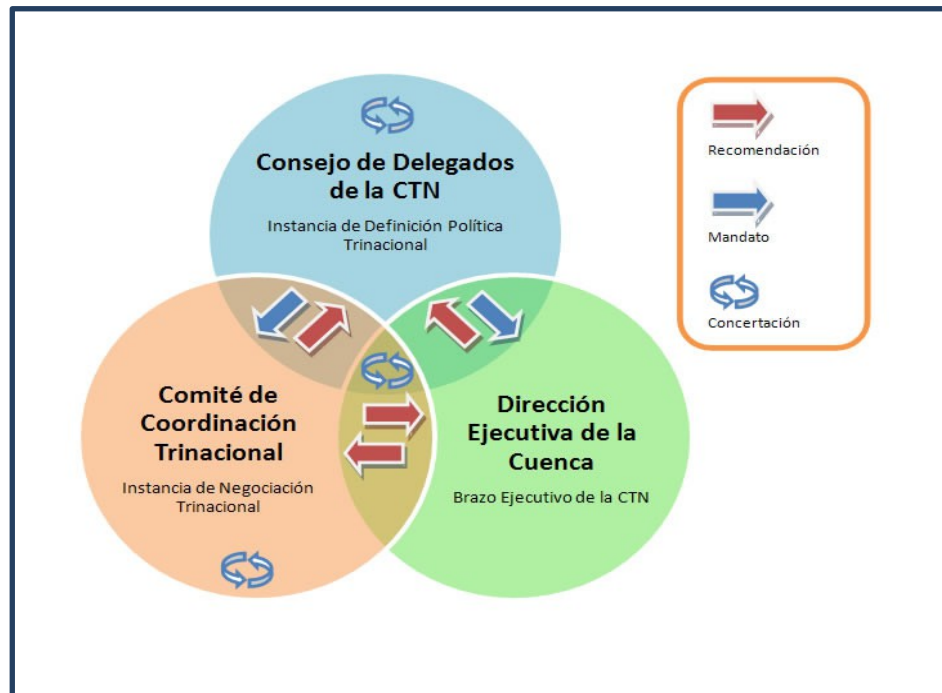 Consejo de Delegados
de la CTN
Instancia de Definición Política
Trinacional
Comité de
Coordinación
Trinacional
Instancia de Negociación
Trinacional
Dirección
Ejecutiva de la
Cuenca
Brazo Ejecutivo de la CTN
Recomendación
Mandato
Concertación